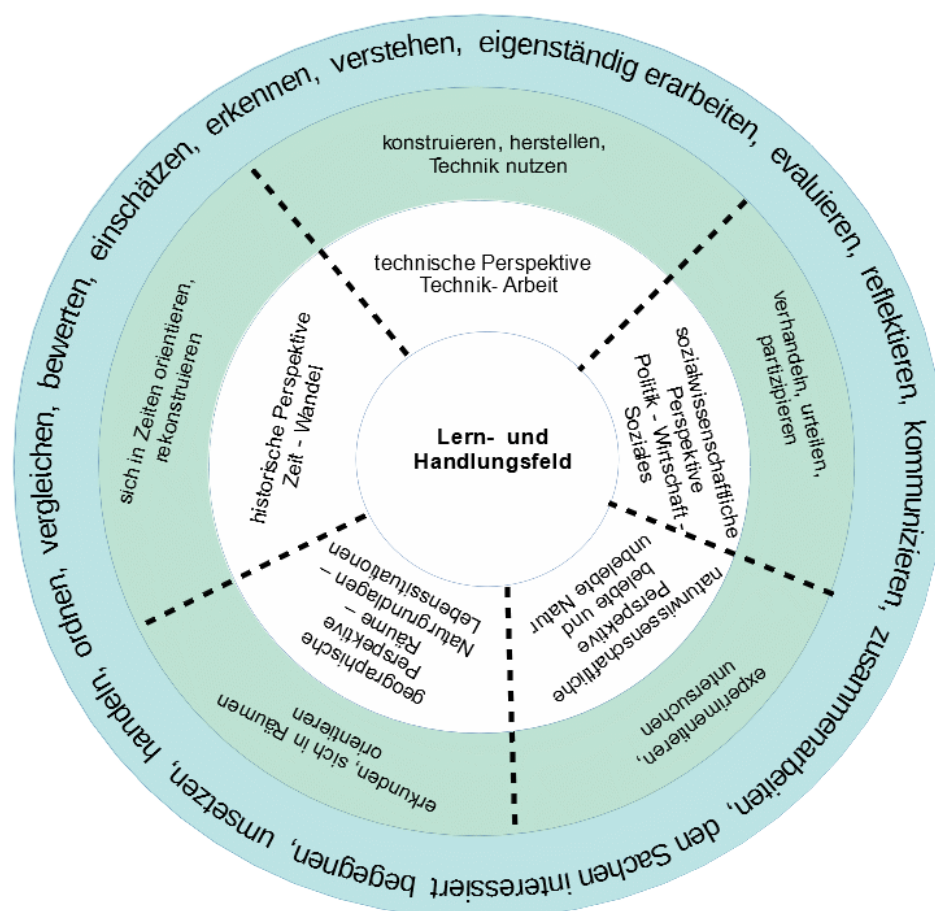 erkennen, verstehen, eigenständig erarbeiten, evaluieren, reflektieren, kommunizieren, zusammenarbeiten, den Sachen interessiert begegnen, umsetzen, handeln, ordnen, vergleichen, bewerten, einschätzen,
konstruieren, herstellen,
Technik nutzen
verhandeln, urteilen,
partizipieren
experimentieren,
untersuchen
erkunden, sich in Räumen
orientieren
sich in Zeiten orientieren,
rekonstruieren
technische Perspektive
Technik- Arbeit
sozialwissenschaftliche
Perspektive
Politik - Wirtschaft -
Soziales
naturwissenschaftliche
Perspektive
belebte und
unbelebte Natur
geographische
Perspektive
Räume –
Naturgrundlagen –
Lebenssituationen
historische Perspektive
Zeit - Wandel
Lern- und
Handlungsfeld